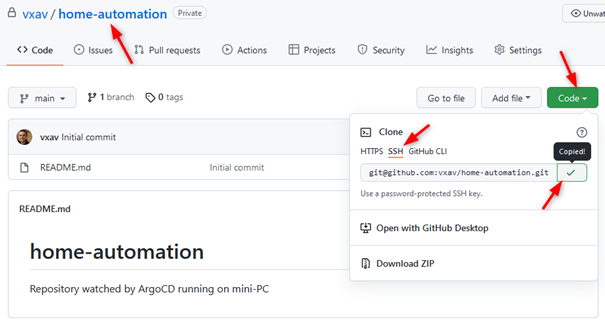 vxav / home-automation Private
Unwa
Code Issues Pull requests Actions Projects Security Insights Settings
main 1 branch 0 tags Go to file Add file Code
vxav Initial commit
README.md Initial commit
Clone
HTTPS SSH GitHub CLI
Copied!
git@github.com:vxav/home-automation.git
Use a password-protected SSH key.
Open with GitHub Desktop
Download ZIP
README.md
home-automation
Repository watched by ArgoCD running on mini-PC